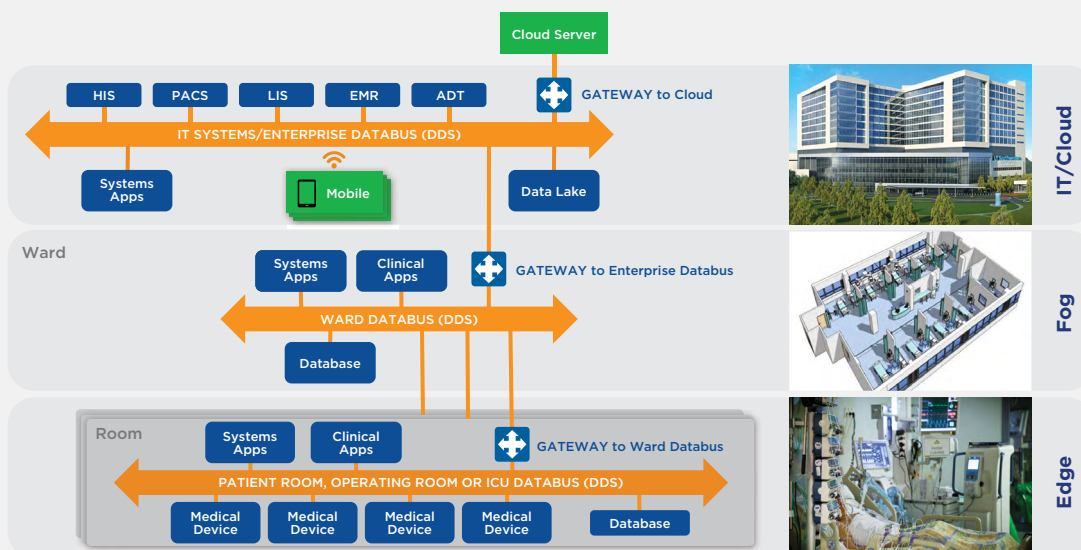 Cloud Server
HIS
PACS
LIS
EMR
ADT
GATEWAY to Cloud
IT SYSTEMS/ENTERPRISE DATABUS (DDS)
Systems
Apps
Mobile
Data Lake
IT/Cloud
Ward
Systems
Apps
Clinical
Apps
GATEWAY to Enterprise Databus
WARD DATABUS (DDS)
Database
Fog
Room
Systems
Apps
Clinical
Apps
GATEWAY to Ward Databus
PATIENT ROOM, OPERATING ROOM OR ICU DATABUS (DDS)
Medical
Device
Medical
Device
Medical
Device
Medical
Device
Database
Edge